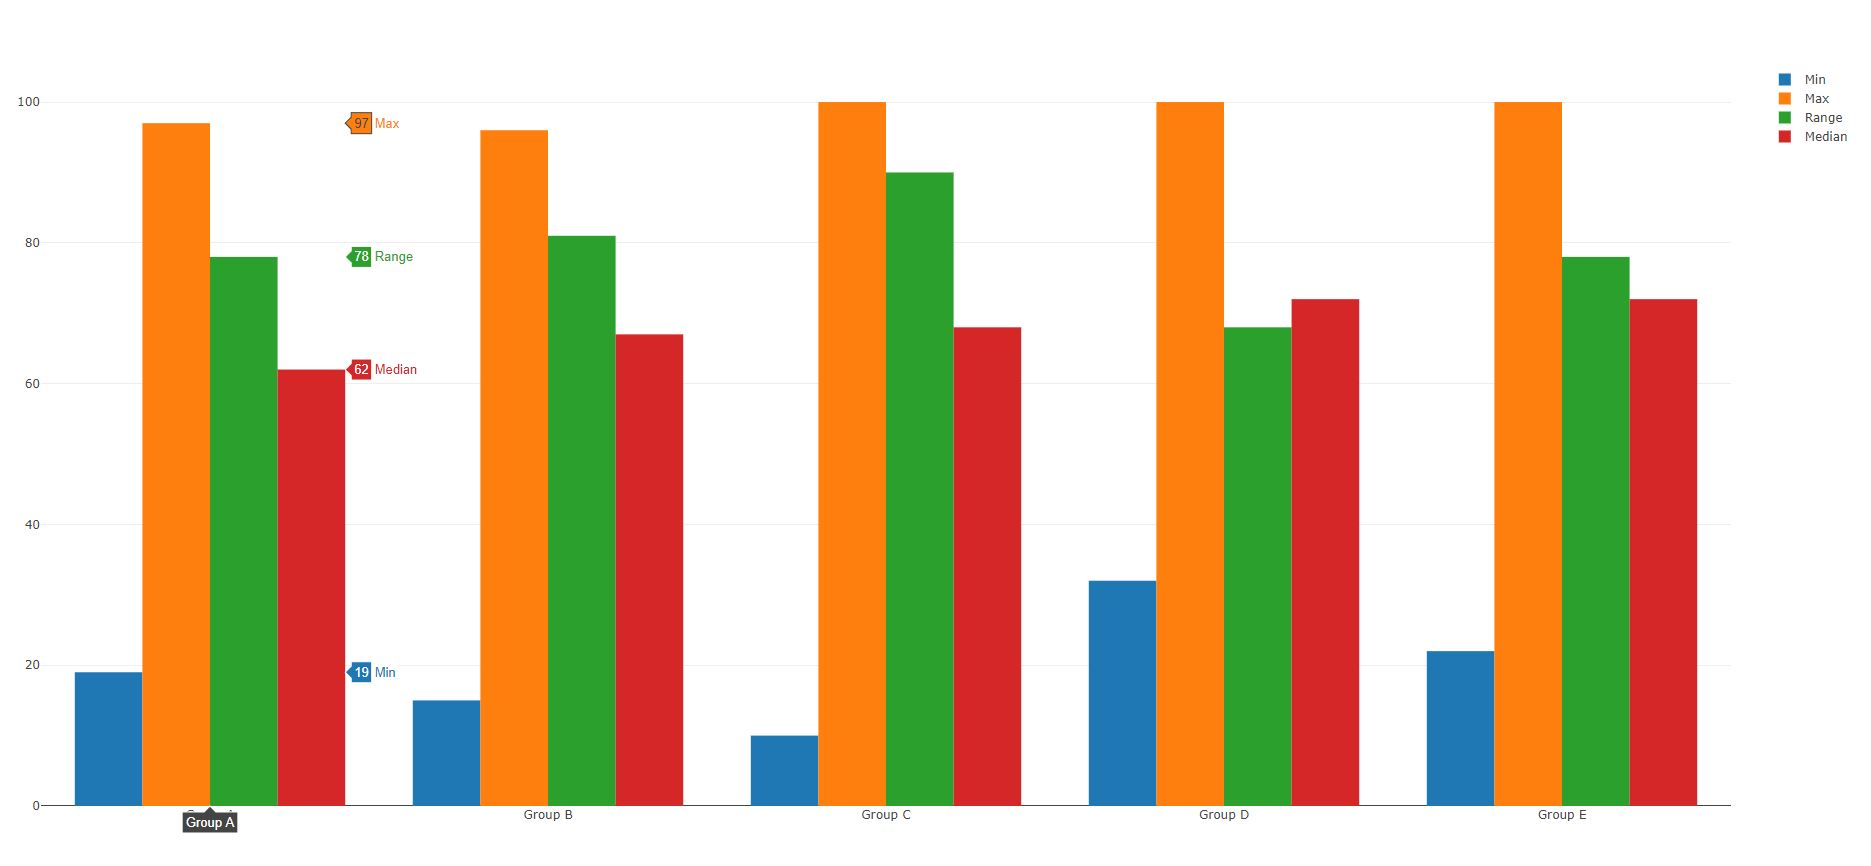 Min
Max
Range
Median
100
80
60
40
20
0
97 Max
78 Range
62 Median
19 Min
Group A
Group B
Group C
Group D
Group E